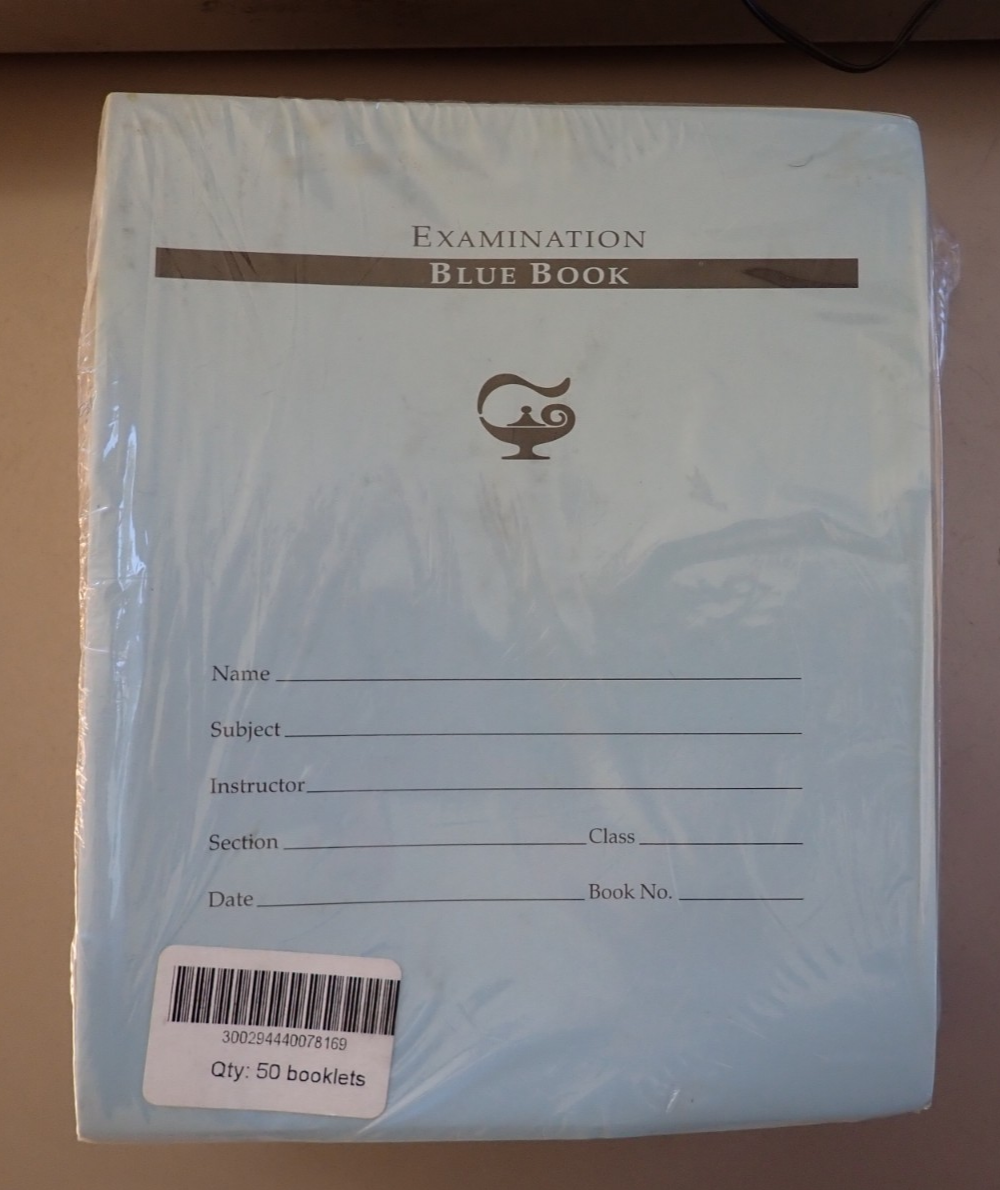 EXAMINATION
BLUE BOOK
Name
Subject
Instructor
Section Class
Date Book No.
300294440078169
Qty: 50 booklets